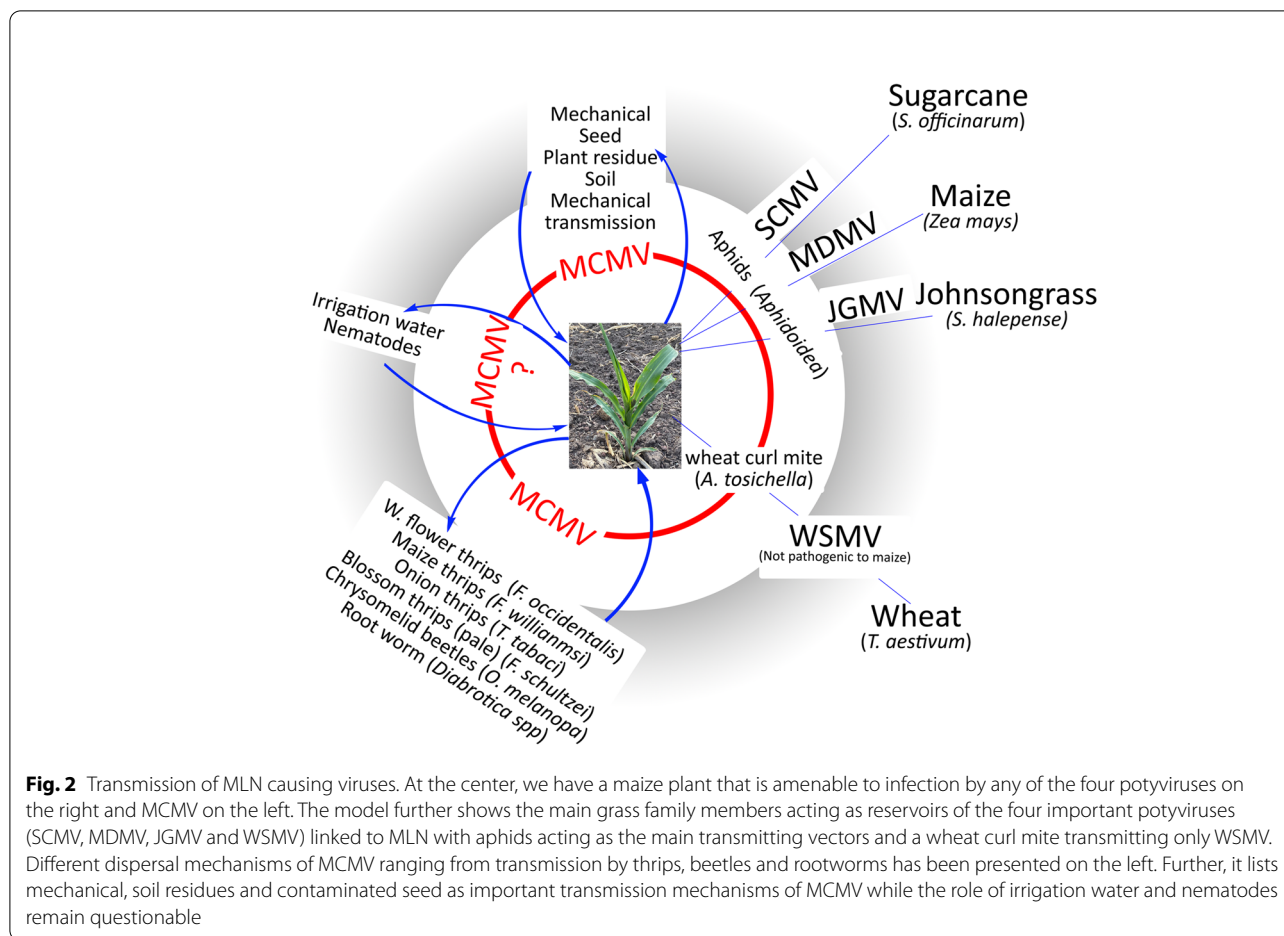 Mechanical
Seed
Plant residue
Soil
Mechanical
transmission
Sugarcane
(S. officinarum)
SCMV
Maize
(Zea mays)
MDMV
Aphids (Aphidoidea)
JGMV
Johnsongrass
(S. halepense)
MCMV
Irrigation water
Nematodes
MCMV
?
wheat curl mite
(A. tosichella)
MCMV
WSMV
(Not pathogenic to maize)
Wheat
(T. aestivum)
W. flower thrips (F. occidentalis)
Maize thrips (F. willianmsi)
Onion thrips (T. tabaci)
Blossom thrips (pale) (F. schultzei)
Chrysomelid beetles (O. melanopa)
Root worm (Diabrotica spp)
Fig. 2 Transmission of MLN causing viruses. At the center, we have a maize plant that is amenable to infection by any of the four potyviruses on
the right and MCMV on the left. The model further shows the main grass family members acting as reservoirs of the four important potyviruses
(SCMV, MDMV, JGMV and WSMV) linked to MLN with aphids acting as the main transmitting vectors and a wheat curl mite transmitting only WSMV.
Different dispersal mechanisms of MCMV ranging from transmission by thrips, beetles and rootworms has been presented on the left. Further, it lists
mechanical, soil residues and contaminated seed as important transmission mechanisms of MCMV while the role of irrigation water and nematodes
remain questionable